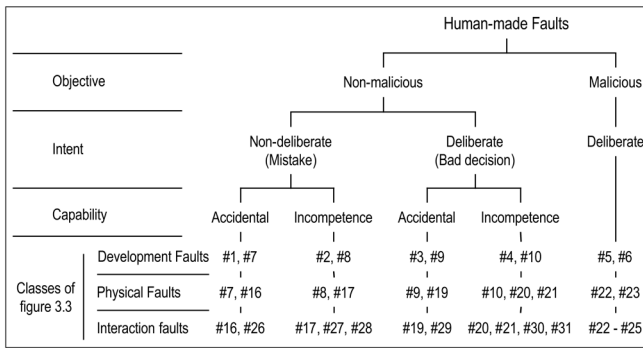 Human-made Faults
Objective Non-malicious Malicious
Intent Non-deliberate (Mistake) Deliberate (Bad decision) Deliberate
Capability Accidental Incompetence Accidental Incompetence
Classes of figure 3.3
Development Faults #1, #7 #2, #8 #3, #9 #4, #10 #5, #6
Physical Faults #7, #16 #8, #17 #9, #19 #10, #20, #21 #22, #23
Interaction faults #16, #26 #17, #27, #28 #19, #29 #20, #21, #30, #31 #22 - #25